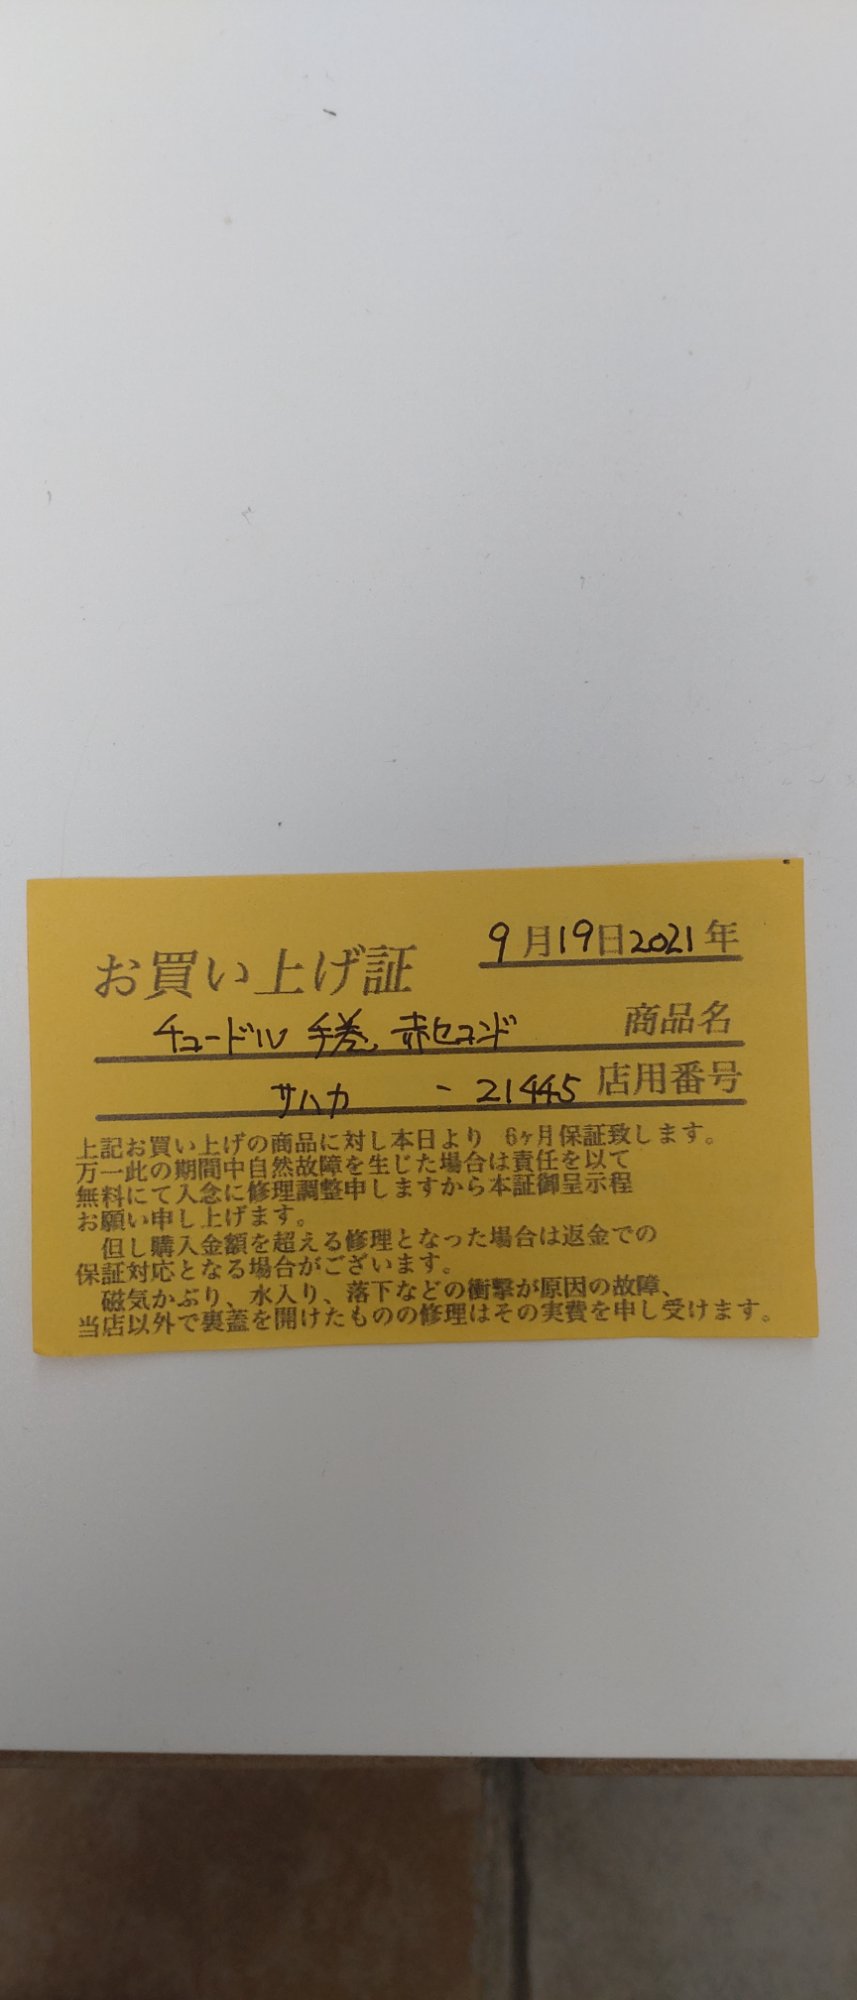 お買い上げ証
9月19日2021年
チュードル 手巻、赤セコンド 商品名
サハカ - 21445 店用番号
上記お買い上げの商品に対し本日より 6ヶ月保証致します。
万一此の期間中自然故障を生じた場合は責任を以て
無料にて入念に修理調整申しますから本証御呈示程
お願い申し上げます。
但し購入金額を超える修理となった場合は返金での
保証対応となる場合がございます。
磁気かぶり、水入り、落下などの衝撃が原因の故障、
当店以外で裏蓋を開けたものの修理はその実費を申し受けます。